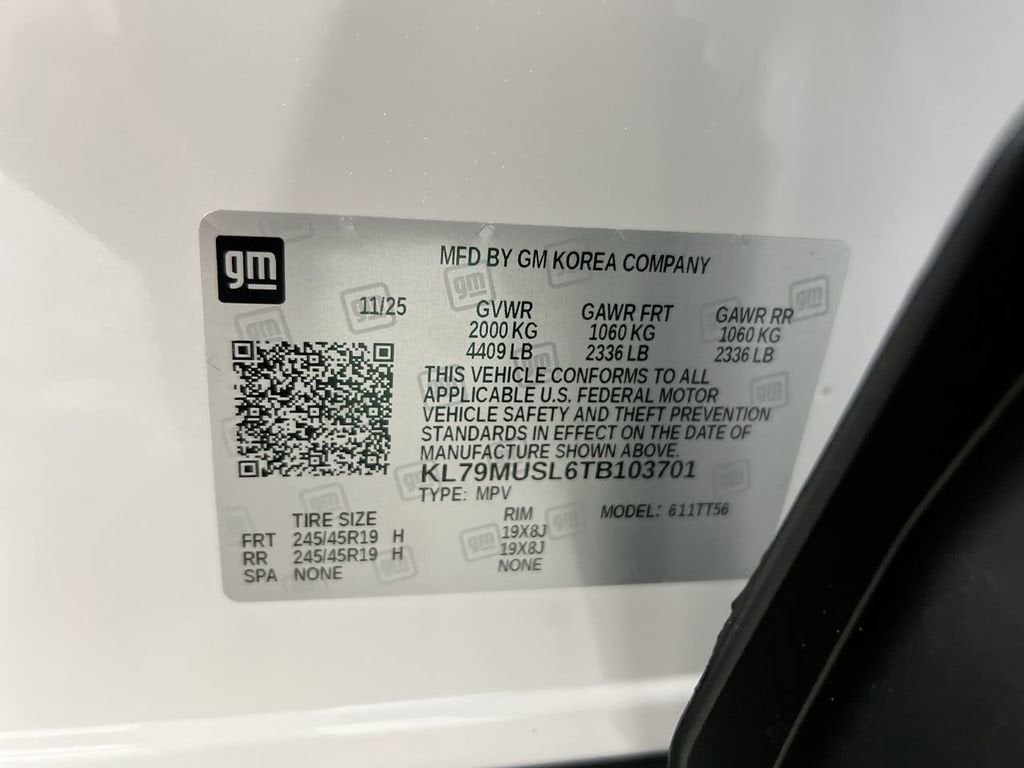 gm
MFD BY GM KOREA COMPANY
11/25
GVWR GAWR FRT GAWR RR
2000 KG 1060 KG 1060 KG
4409 LB 2336 LB 2336 LB
THIS VEHICLE CONFORMS TO ALL
APPLICABLE U.S. FEDERAL MOTOR
VEHICLE SAFETY AND THEFT PREVENTION
STANDARDS IN EFFECT ON THE DATE OF
MANUFACTURE SHOWN ABOVE.
KL79MUSL6TB103701
TYPE: MPV
MODEL: 611TT56
TIRE SIZE RIM
FRT 245/45R19 H 19X8J
RR 245/45R19 H 19X8J
SPA NONE NONE